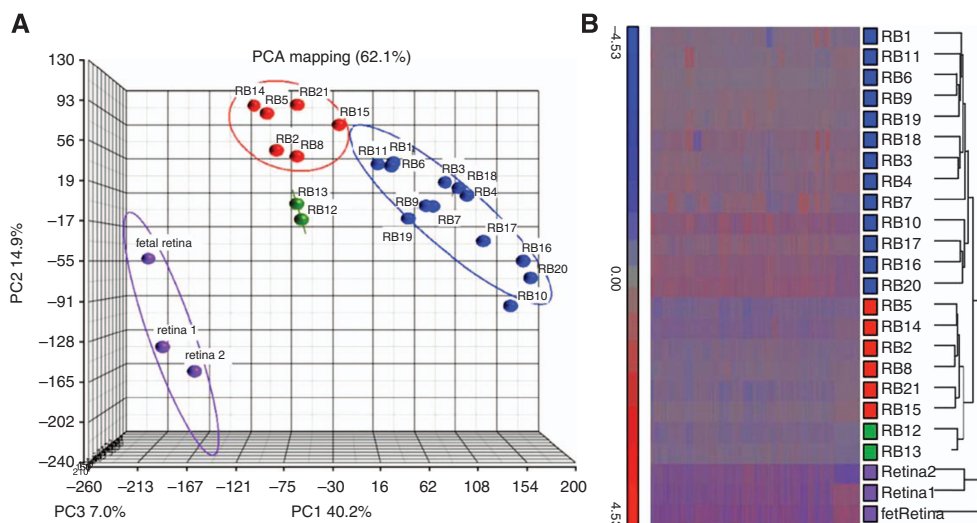 A
PCA mapping (62.1%)
130
93
56
19
−17
−55
−91
−128
−165
−202
−240
PC2 14.9%
RB14
RB5
RB21
RB15
RB2
RB8
RB11
RB1
RB6
RB3
RB18
RB4
RB13
RB12
RB9
RB7
RB19
RB17
RB16
RB20
RB10
fetal retina
retina 1
retina 2
−260
−213
−167
−121
−75
−30
16
62
108
154
200
PC3 7.0%
PC1 40.2%
B
−4.53
0.00
4.53
RB1
RB11
RB6
RB9
RB19
RB18
RB3
RB4
RB7
RB10
RB17
RB16
RB20
RB5
RB14
RB2
RB8
RB21
RB15
RB12
RB13
Retina2
Retina1
fetRetina